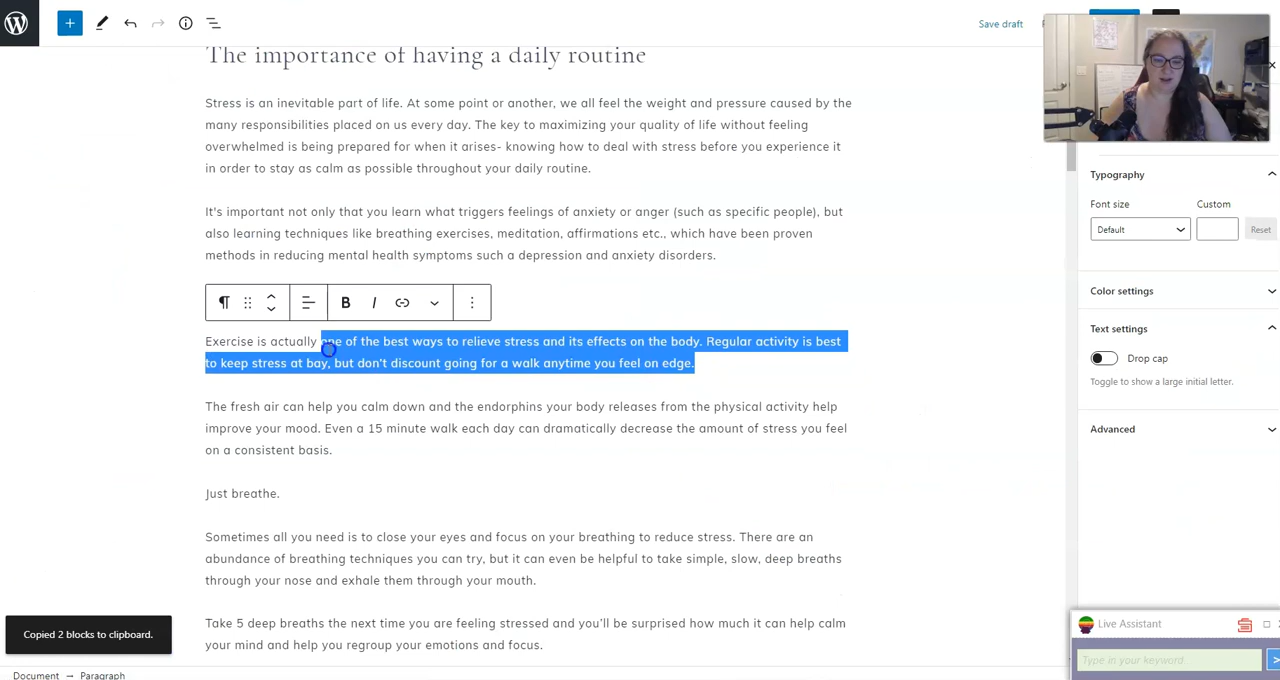 Save draft
The importance of having a daily routine
Stress is an inevitable part of life. At some point or another, we all feel the weight and pressure caused by the
many responsibilities placed on us every day. The key to maximizing your quality of life without feeling
overwhelmed is being prepared for when it arises- knowing how to deal with stress before you experience it
in order to stay as calm as possible throughout your daily routine.
It's important not only that you learn what triggers feelings of anxiety or anger (such as specific people), but
also learning techniques like breathing exercises, meditation, affirmations etc., which have been proven
methods in reducing mental health symptoms such a depression and anxiety disorders.
B I
Exercise is actually one of the best ways to relieve stress and its effects on the body. Regular activity is best
to keep stress at bay, but don't discount going for a walk anytime you feel on edge.
The fresh air can help you calm down and the endorphins your body releases from the physical activity help
improve your mood. Even a 15 minute walk each day can dramatically decrease the amount of stress you feel
on a consistent basis.
Just breathe.
Sometimes all you need is to close your eyes and focus on your breathing to reduce stress. There are an
abundance of breathing techniques you can try, but it can even be helpful to take simple, slow, deep breaths
through your nose and exhale them through your mouth.
Take 5 deep breaths the next time you are feeling stressed and you'll be surprised how much it can help calm
your mind and help you regroup your emotions and focus.
Copied 2 blocks to clipboard.
Document → Paragraph
Typography
Font size Custom
Default Reset
Color settings
Text settings
Drop cap
Toggle to show a large initial letter.
Advanced
Live Assistant
Type in your keyword.